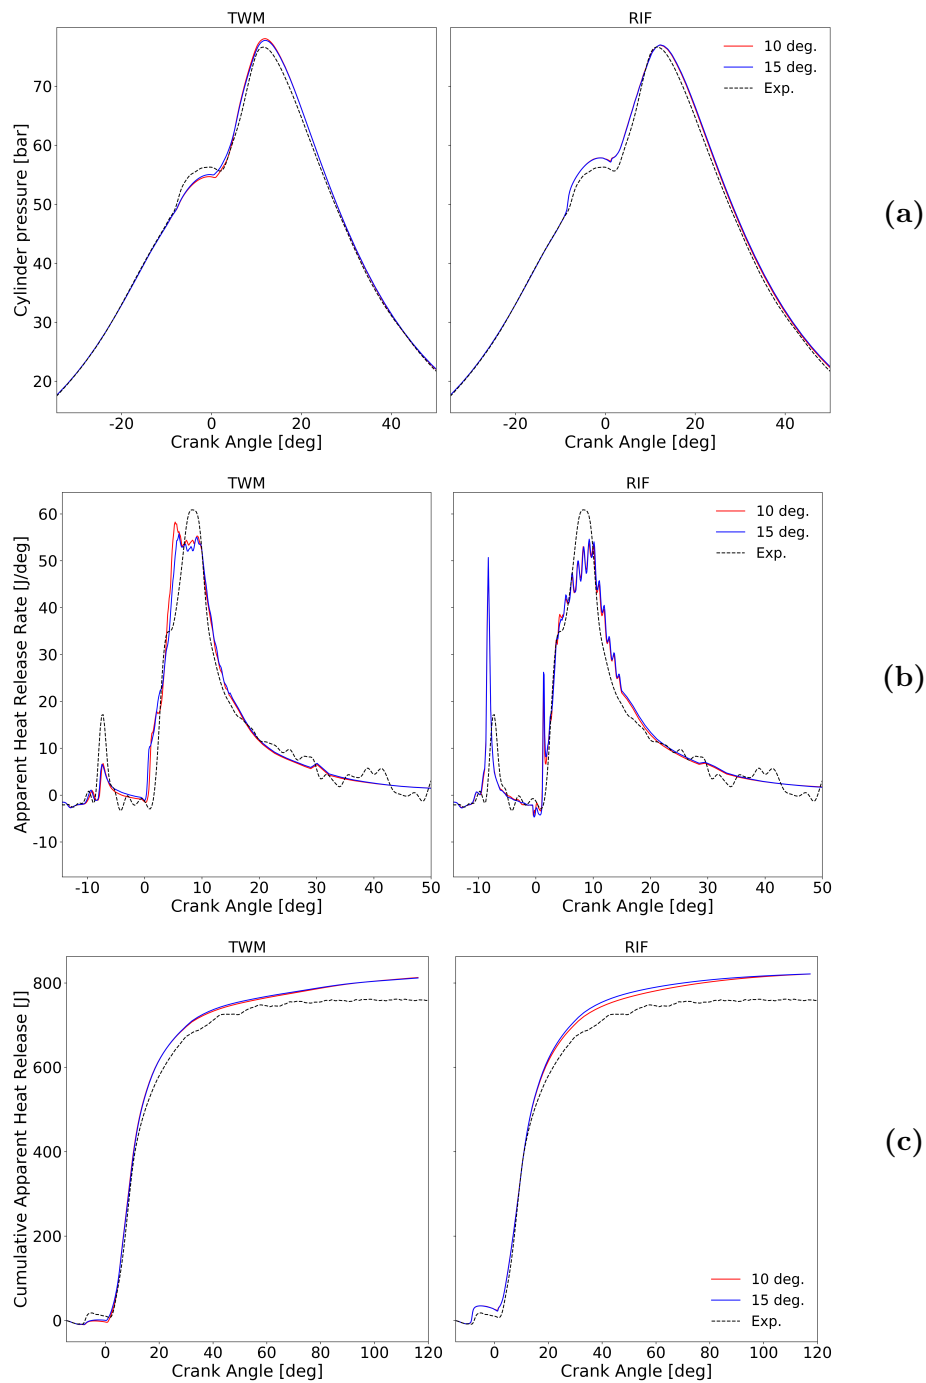 TWM RIF
Cylinder pressure [bar]
70
60
50
40
30
20
10 deg.
15 deg.
Exp.
-20 0 20 40 -20 0 20 40
Crank Angle [deg] Crank Angle [deg]
(a)
TWM RIF
Apparent Heat Release Rate [J/deg]
60
50
40
30
20
10
0
-10
10 deg.
15 deg.
Exp.
-10 0 10 20 30 40 50 -10 0 10 20 30 40 50
Crank Angle [deg] Crank Angle [deg]
(b)
TWM RIF
Cumulative Apparent Heat Release [J]
800
600
400
200
0
10 deg.
15 deg.
Exp.
0 20 40 60 80 100 120 0 20 40 60 80 100 120
Crank Angle [deg] Crank Angle [deg]
(c)